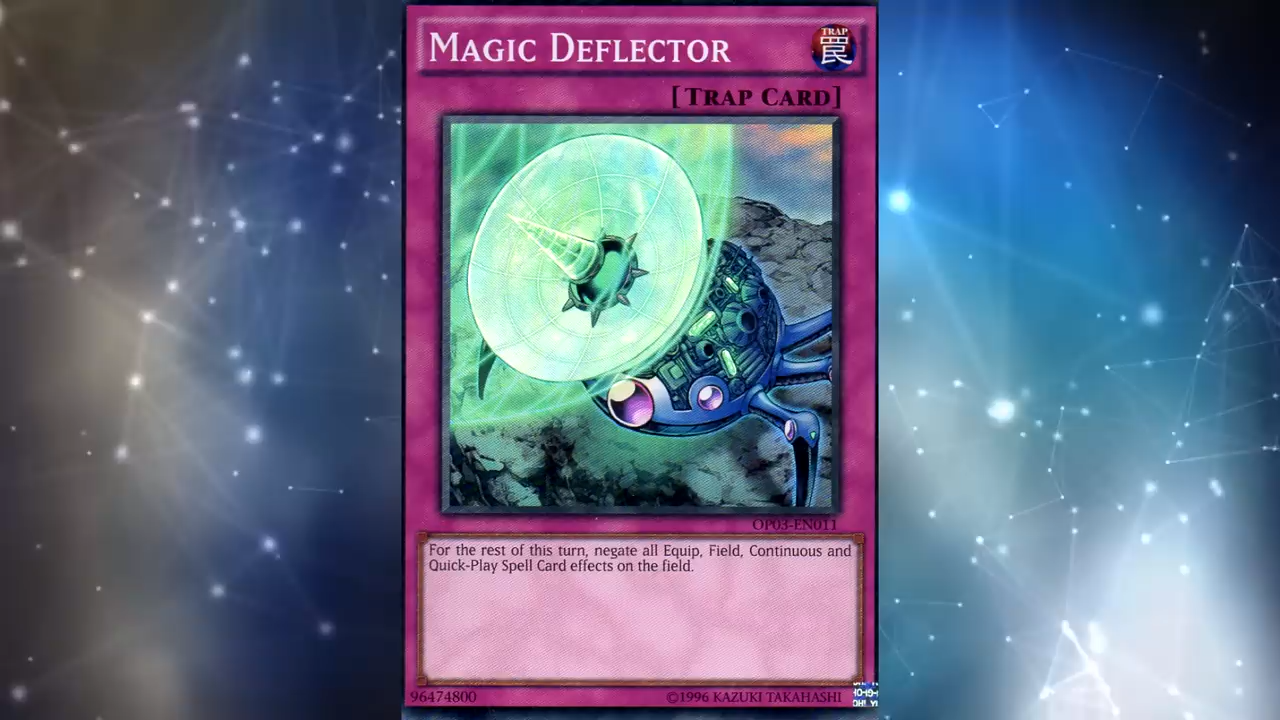 MAGIC DEFLECTOR
TRAP
罠
[TRAP CARD]
OP03-EN011
For the rest of this turn, negate all Equip, Field, Continuous and
Quick-Play Spell Card effects on the field.
96474800
©1996 KAZUKI TAKAHASHI